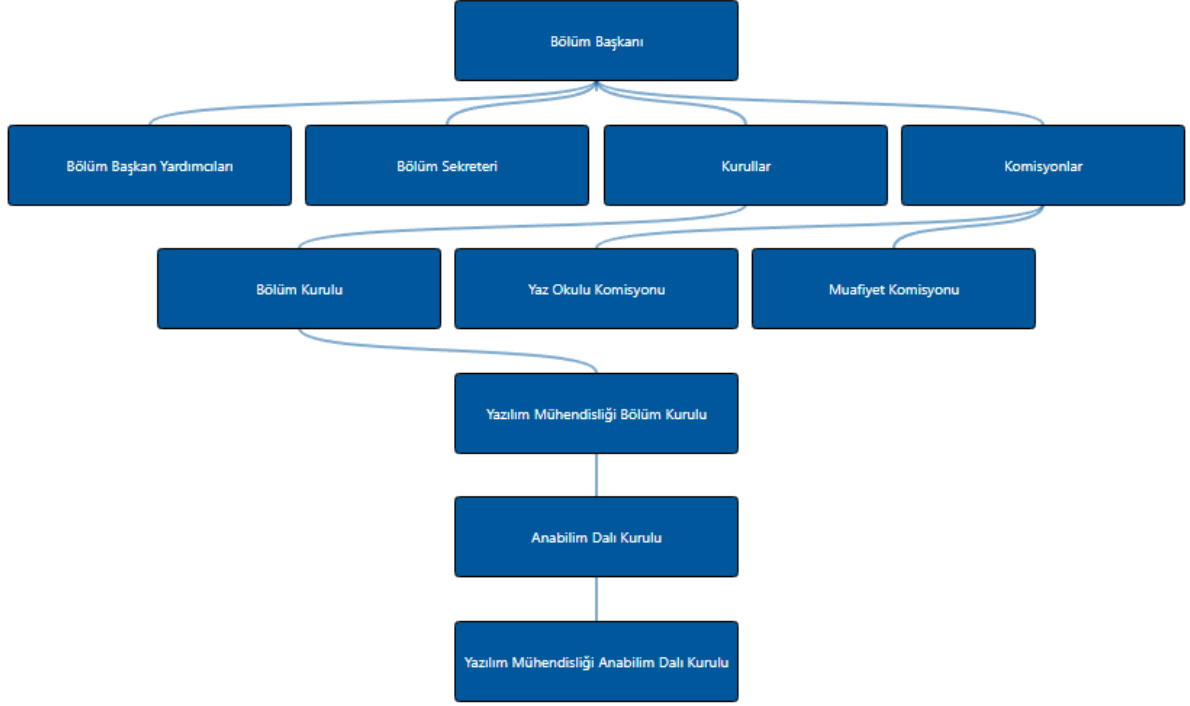 Bölüm Başkanı
Bölüm Başkan Yardımcıları
Bölüm Sekreteri
Kurullar
Komisyonlar
Bölüm Kurulu
Yaz Okulu Komisyonu
Muafiyet Komisyonu
Yazılım Mühendisliği Bölüm Kurulu
Anabilim Dalı Kurulu
Yazılım Mühendisliği Anabilim Dalı Kurulu